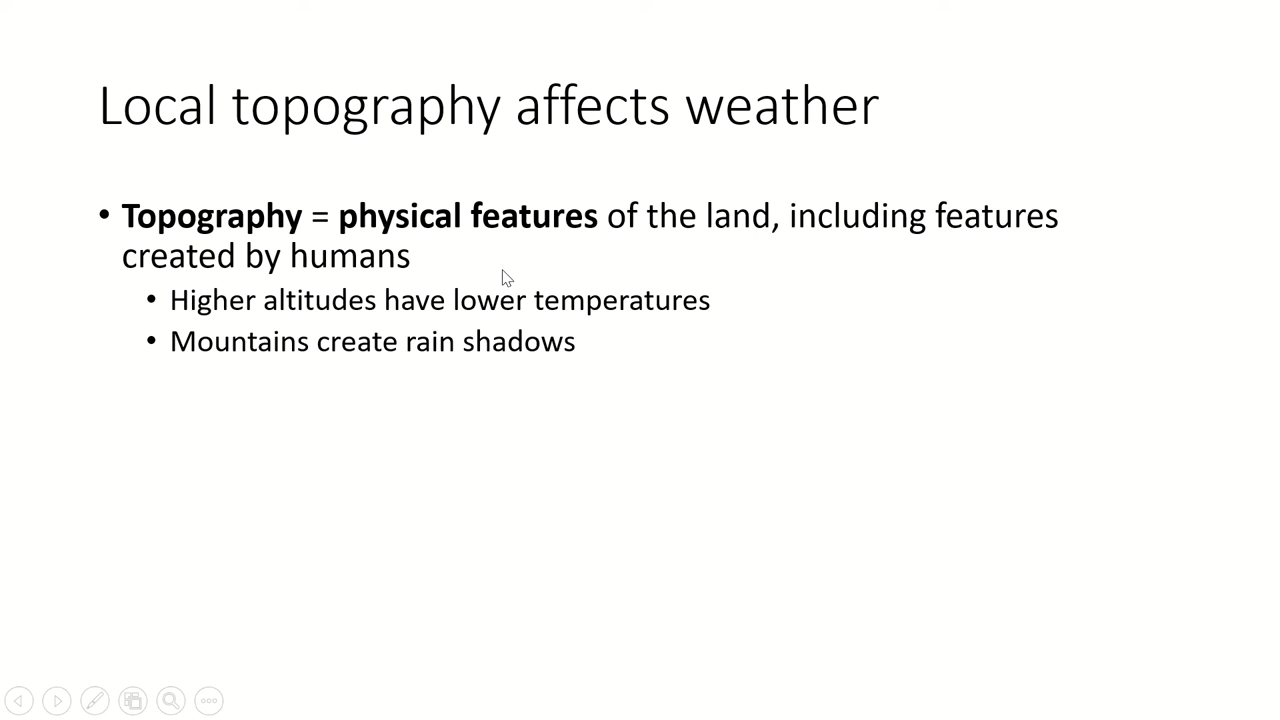 Local topography affects weather
• Topography = physical features of the land, including features
created by humans
• Higher altitudes have lower temperatures
• Mountains create rain shadows